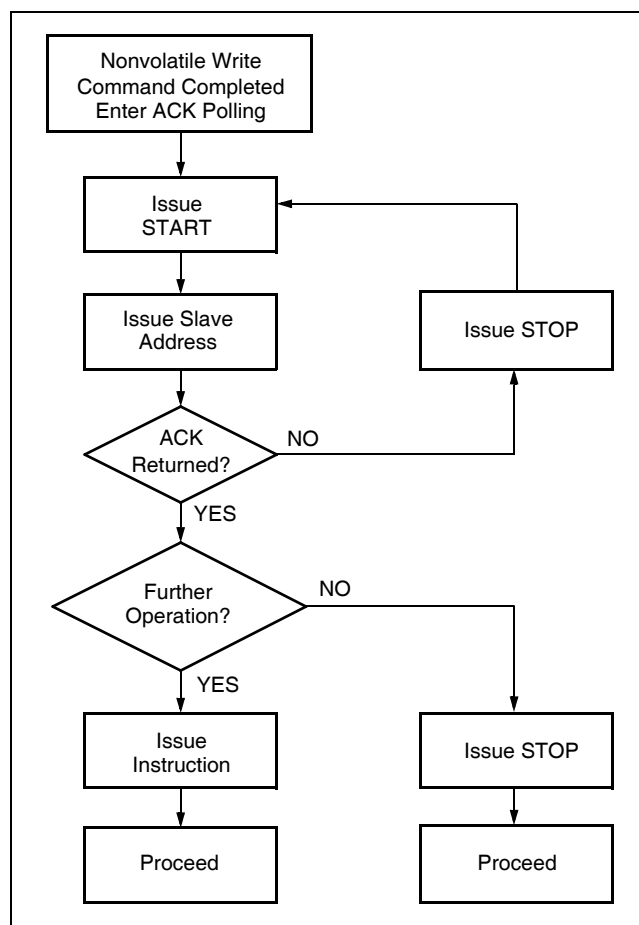 Nonvolatile Write
Command Completed
Enter ACK Polling
Issue
START
Issue Slave
Address
Issue STOP
ACK
Returned?
NO
YES
Further
Operation?
NO
YES
Issue
Instruction
Issue STOP
Proceed
Proceed